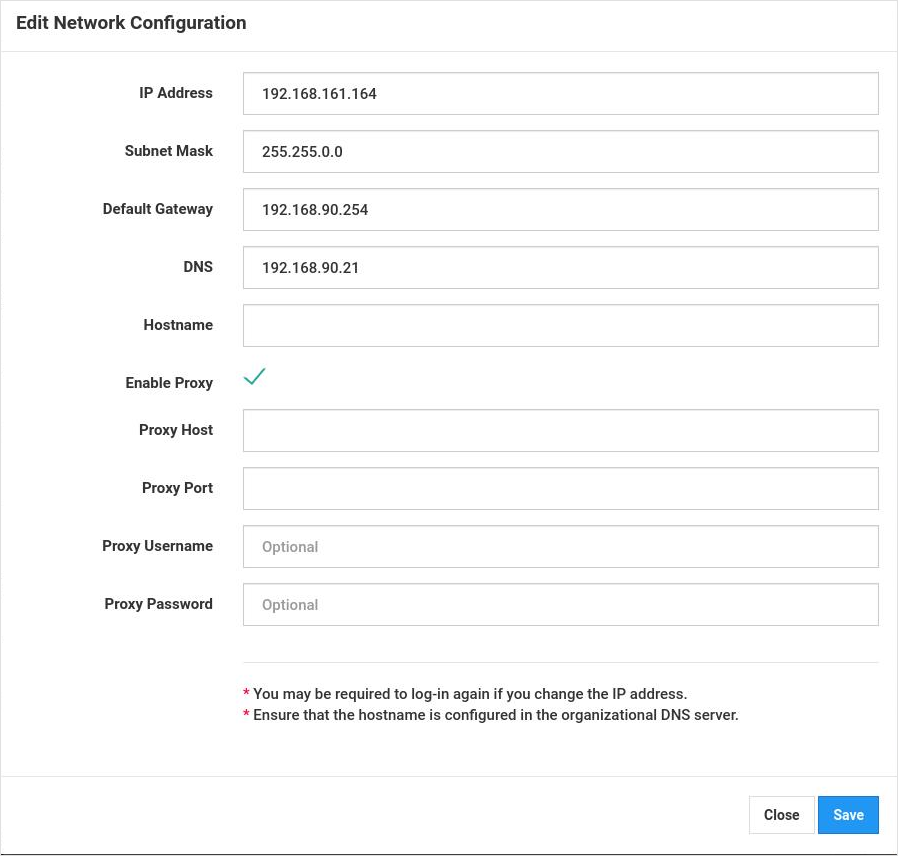 Edit Network Configuration
IP Address 192.168.161.164
Subnet Mask 255.255.0.0
Default Gateway 192.168.90.254
DNS 192.168.90.21
Hostname
Enable Proxy
Proxy Host
Proxy Port
Proxy Username Optional
Proxy Password Optional
* You may be required to log-in again if you change the IP address.
* Ensure that the hostname is configured in the organizational DNS server.
Close Save